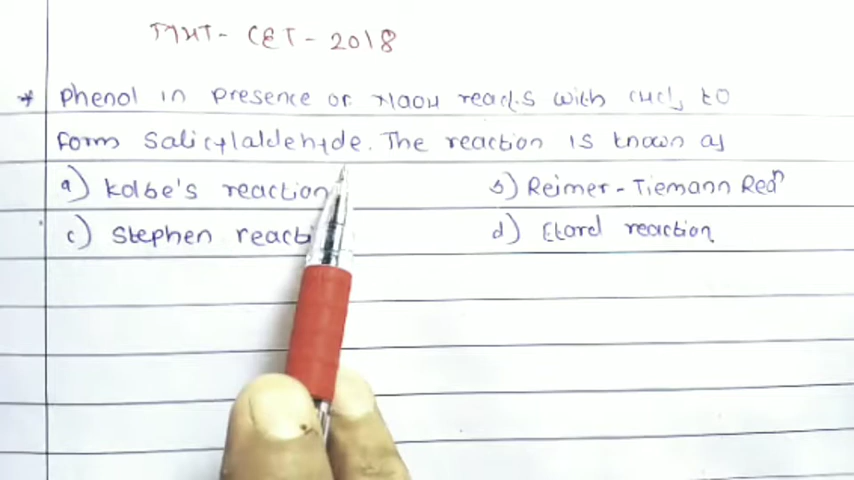 MHT - CET - 2018
* Phenol in presence of NaOH reacts with CHCl3 to
form Salicylaldehyde. The reaction is known as
a) Kolbe's reaction b) Reimer - Tiemann Reaⁿ
c) Stephen reacti d) Etard reaction